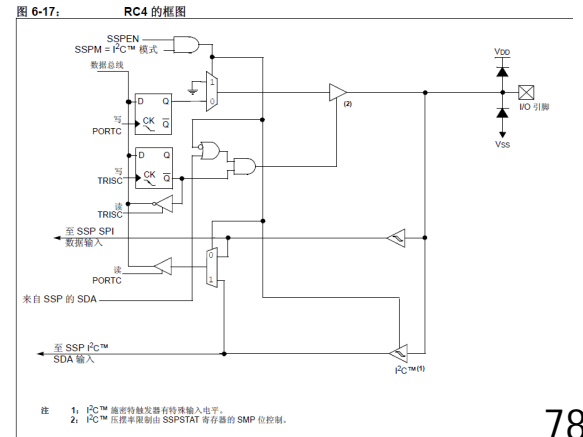 图 6-17： RC4 的框图
SSPEN
SSPM = I²C™ 模式
数据总线
VDD
1
0
D Q
CK Q
写
PORTC
(2)
I/O 引脚
VSS
D Q
CK Q
写
TRISC
读
TRISC
至 SSP SPI
数据输入
0
1
读
PORTC
来自 SSP 的 SDA
至 SSP I²C™
SDA 输入
I²C™(1)
注 1： I²C™ 施密特触发器有特殊输入电平。
2： I²C™ 压摆率限制由 SSPSTAT 寄存器的 SMP 位控制。
78